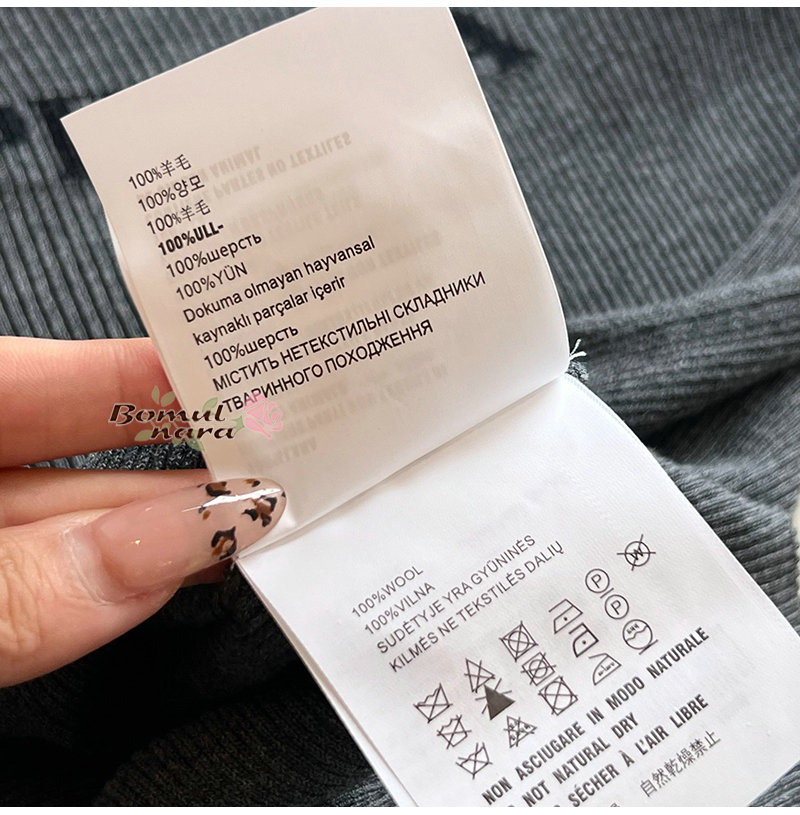 100%羊毛
100%양모
100%羊毛
100%ULL-
100%шерсть
100%YÜN
Dokuma olmayan hayvansal
kaynaklı parçalar içerir
100%шерсть
МІСТИТЬ НЕТЕКСТИЛЬНІ СКЛАДНИКИ
ТВАРИННОГО ПОХОДЖЕННЯ
Bomul
nara
100%WOOL
100%VILNA
SUDĖTYJE YRA GYŪNINĖS
KILMĖS NE TEKSTILĖS DALIŲ
P
W
P
NON ASCIUGARE IN MODO NATURALE
NOT NATURAL DRY
SÉCHER À L'AIR LIBRE
自然乾燥禁止